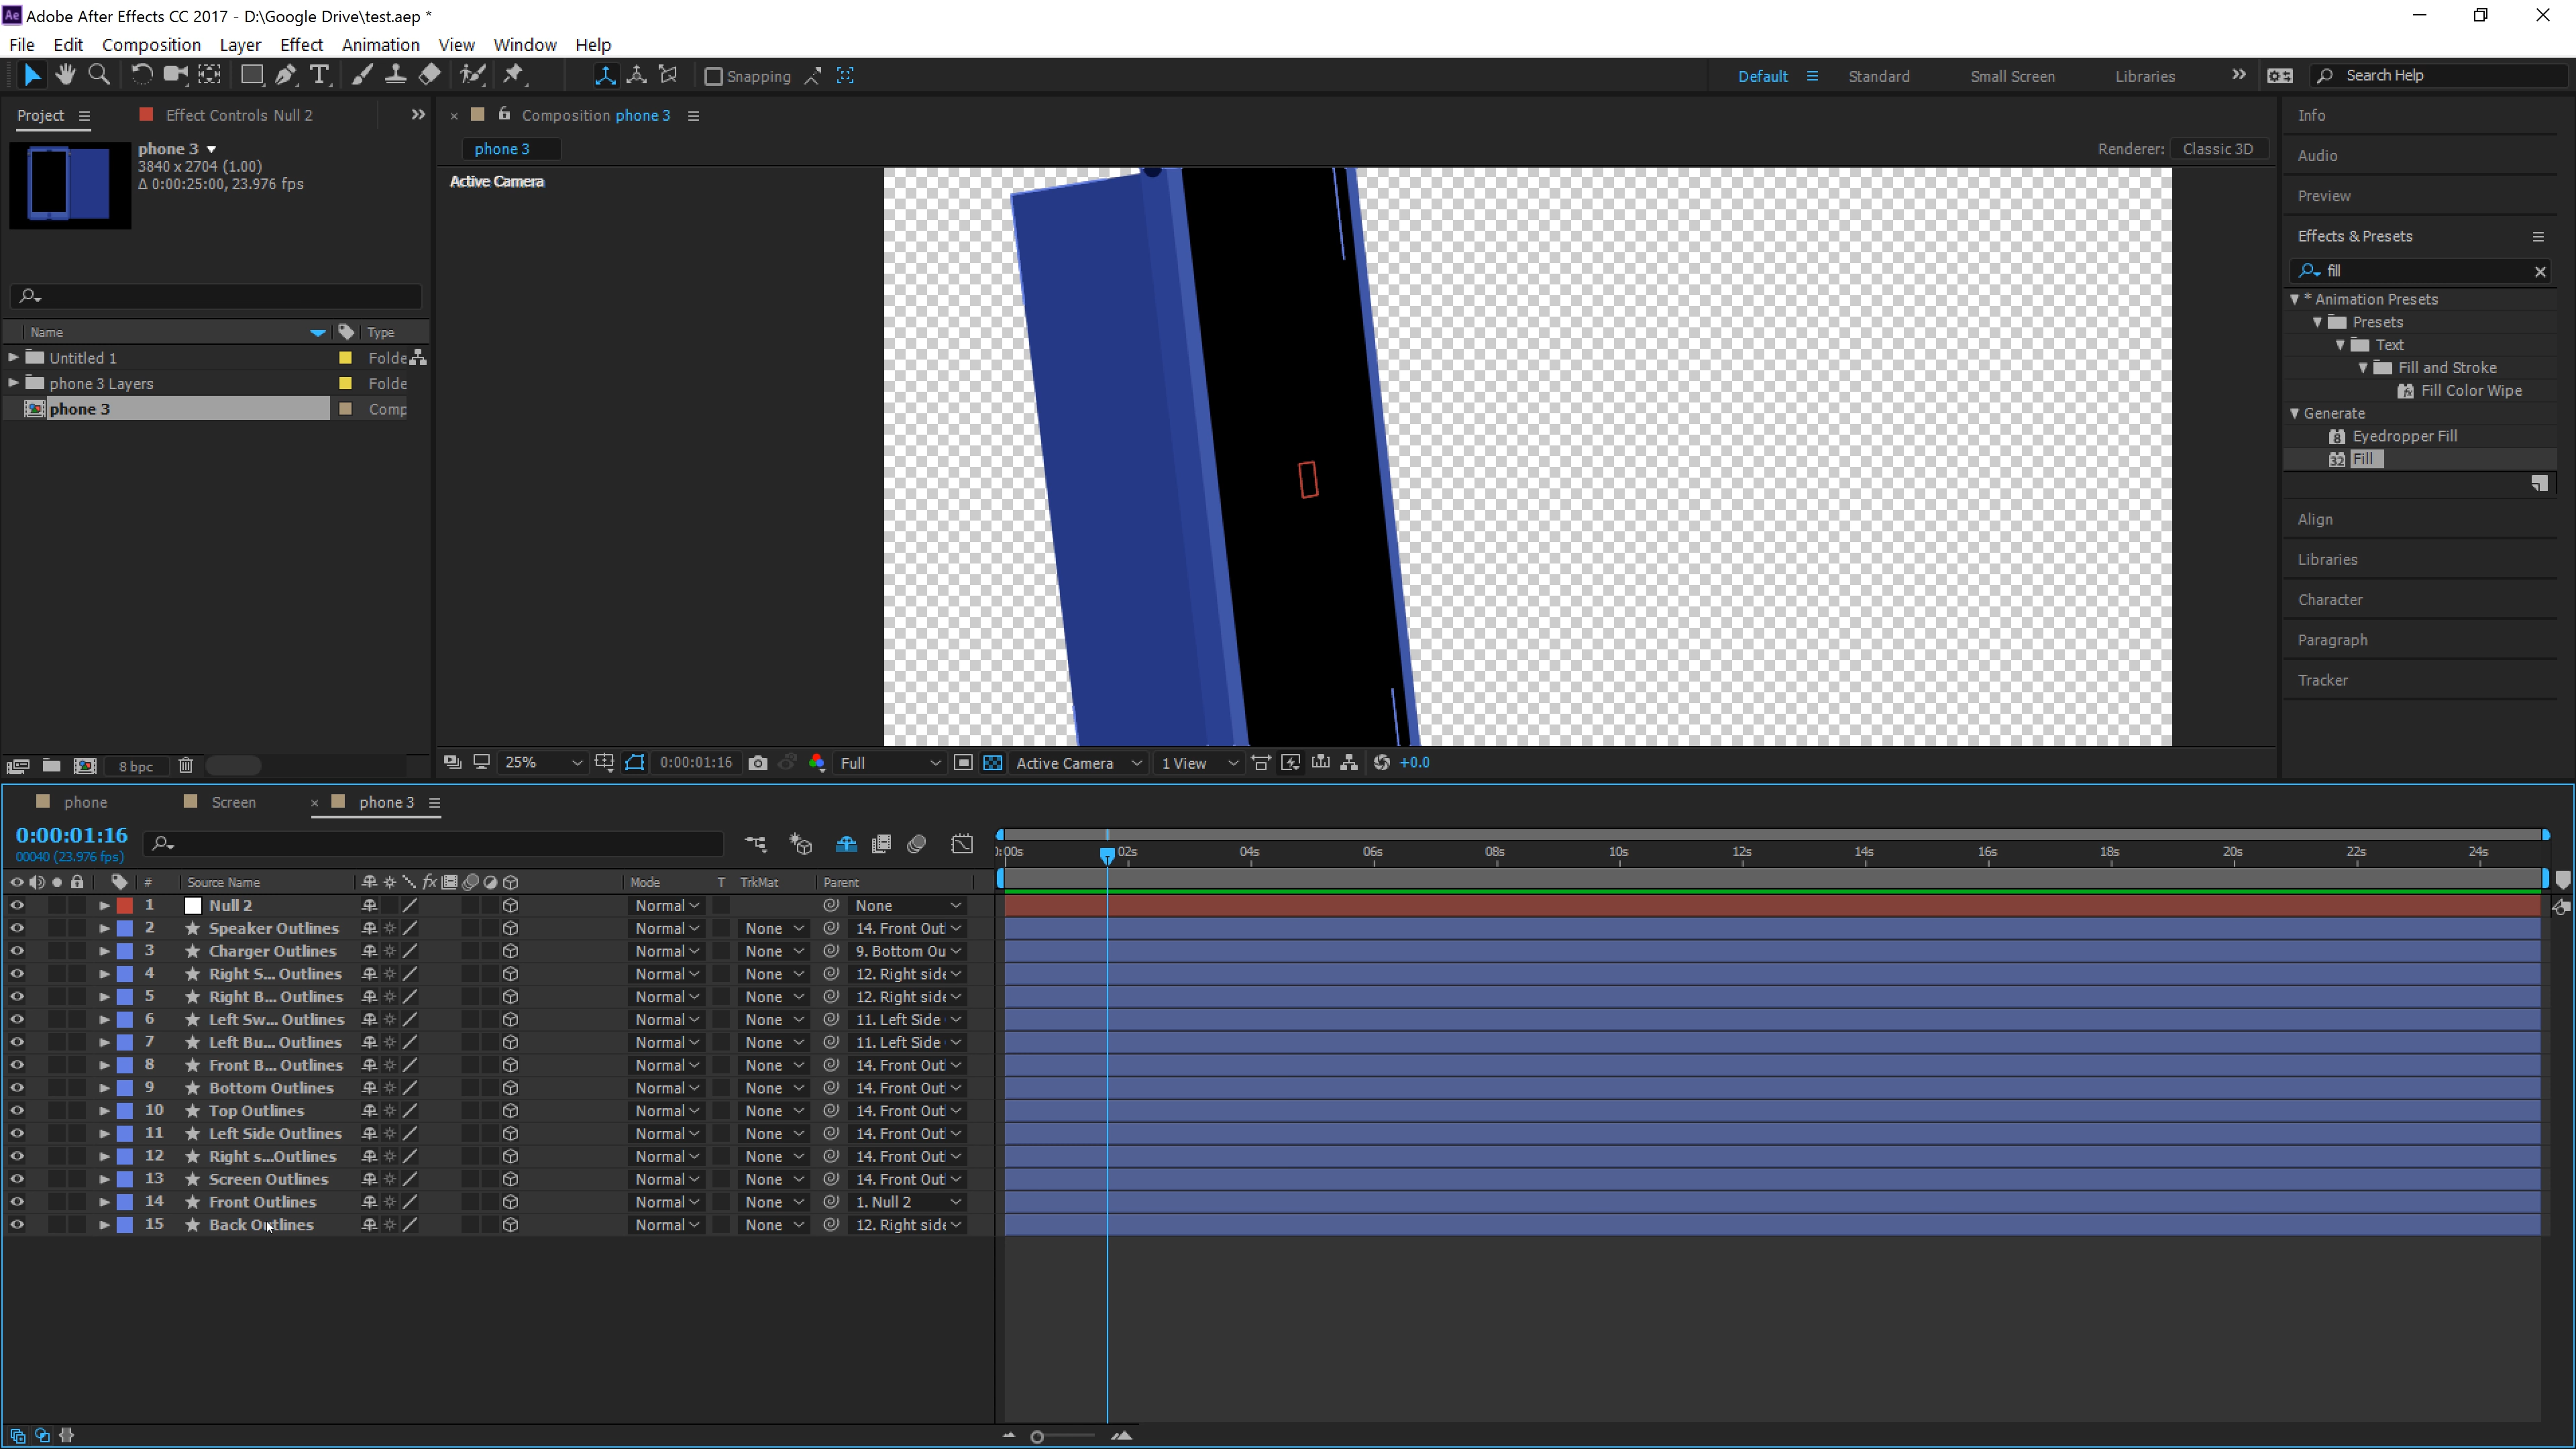 Adobe After Effects CC 2017 - D:\Google Drive\test.aep *
File Edit Composition Layer Effect Animation View Window Help
Snapping
Default Standard Small Screen Libraries Search Help
Project Effect Controls Null 2
Composition phone 3
phone 3
3840 x 2704 (1.00)
Δ 0:00:25:00, 23.976 fps
phone 3
Renderer: Classic 3D
Active Camera
Name Type
Untitled 1 Folde
phone 3 Layers Folde
phone 3 Comp
8 bpc
25% 0:00:01:16 Full Active Camera 1 View +0.0
Info
Audio
Preview
Effects & Presets
fill
* Animation Presets
Presets
Text
Fill and Stroke
Fill Color Wipe
Generate
Eyedropper Fill
Fill
Align
Libraries
Character
Paragraph
Tracker
phone Screen phone 3
0:00:01:16
00040 (23.976 fps)
):00s 02s 04s 06s 08s 10s 12s 14s 16s 18s 20s 22s 24s
# Source Name fx Mode T TrkMat Parent
1 Null 2 Normal None
2 Speaker Outlines Normal None 14. Front Out
3 Charger Outlines Normal None 9. Bottom Ou
4 Right S... Outlines Normal None 12. Right side
5 Right B... Outlines Normal None 12. Right side
6 Left Sw... Outlines Normal None 11. Left Side
7 Left Bu... Outlines Normal None 11. Left Side
8 Front B... Outlines Normal None 14. Front Out
9 Bottom Outlines Normal None 14. Front Out
10 Top Outlines Normal None 14. Front Out
11 Left Side Outlines Normal None 14. Front Out
12 Right s...Outlines Normal None 14. Front Out
13 Screen Outlines Normal None 14. Front Out
14 Front Outlines Normal None 1. Null 2
15 Back Outlines Normal None 12. Right side